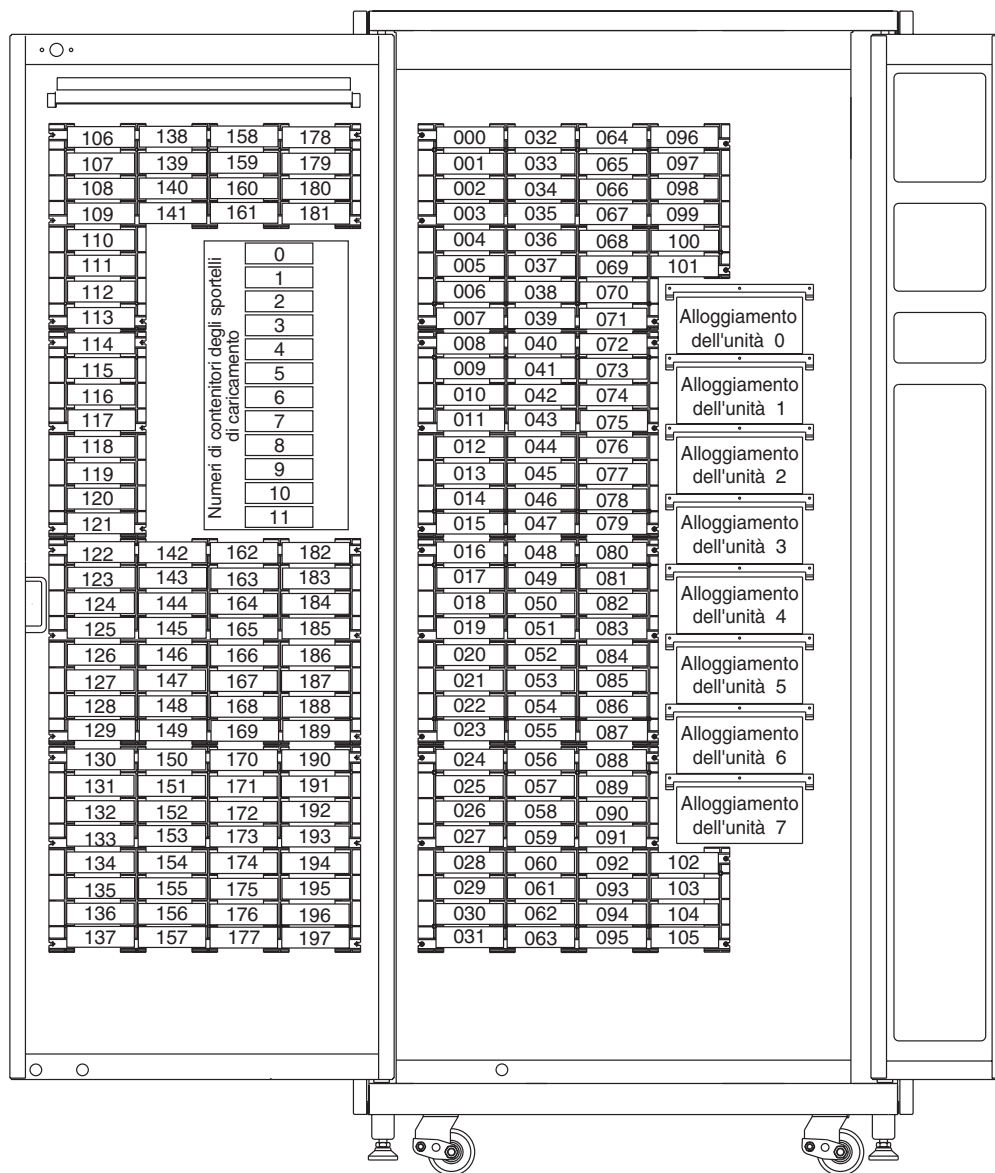 106 138 158 178
107 139 159 179
108 140 160 180
109 141 161 181
110
111
112
113
114
115
116
117
118
119
120
121
Numeri di contenitori degli sportelli
di caricamento
0
1
2
3
4
5
6
7
8
9
10
11
122 142 162 182
123 143 163 183
124 144 164 184
125 145 165 185
126 146 166 186
127 147 167 187
128 148 168 188
129 149 169 189
130 150 170 190
131 151 171 191
132 152 172 192
133 153 173 193
134 154 174 194
135 155 175 195
136 156 176 196
137 157 177 197
000 032 064 096
001 033 065 097
002 034 066 098
003 035 067 099
004 036 068 100
005 037 069 101
006 038 070
007 039 071
008 040 072
009 041 073
010 042 074
011 043 075
012 044 076
013 045 077
014 046 078
015 047 079
016 048 080
017 049 081
018 050 082
019 051 083
020 052 084
021 053 085
022 054 086
023 055 087
024 056 088
025 057 089
026 058 090
027 059 091
028 060 092 102
029 061 093 103
030 062 094 104
031 063 095 105
Alloggiamento
dell'unità 0
Alloggiamento
dell'unità 1
Alloggiamento
dell'unità 2
Alloggiamento
dell'unità 3
Alloggiamento
dell'unità 4
Alloggiamento
dell'unità 5
Alloggiamento
dell'unità 6
Alloggiamento
dell'unità 7